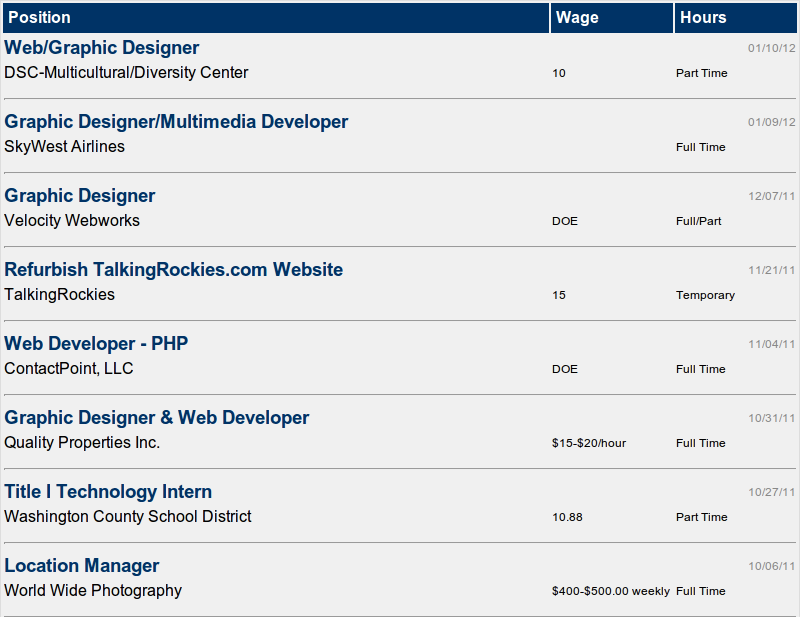 Position Wage Hours
Web/Graphic Designer 01/10/12
DSC-Multicultural/Diversity Center 10 Part Time
Graphic Designer/Multimedia Developer 01/09/12
SkyWest Airlines Full Time
Graphic Designer 12/07/11
Velocity Webworks DOE Full/Part
Refurbish TalkingRockies.com Website 11/21/11
TalkingRockies 15 Temporary
Web Developer - PHP 11/04/11
ContactPoint, LLC DOE Full Time
Graphic Designer & Web Developer 10/31/11
Quality Properties Inc. $15-$20/hour Full Time
Title I Technology Intern 10/27/11
Washington County School District 10.88 Part Time
Location Manager 10/06/11
World Wide Photography $400-$500.00 weekly Full Time